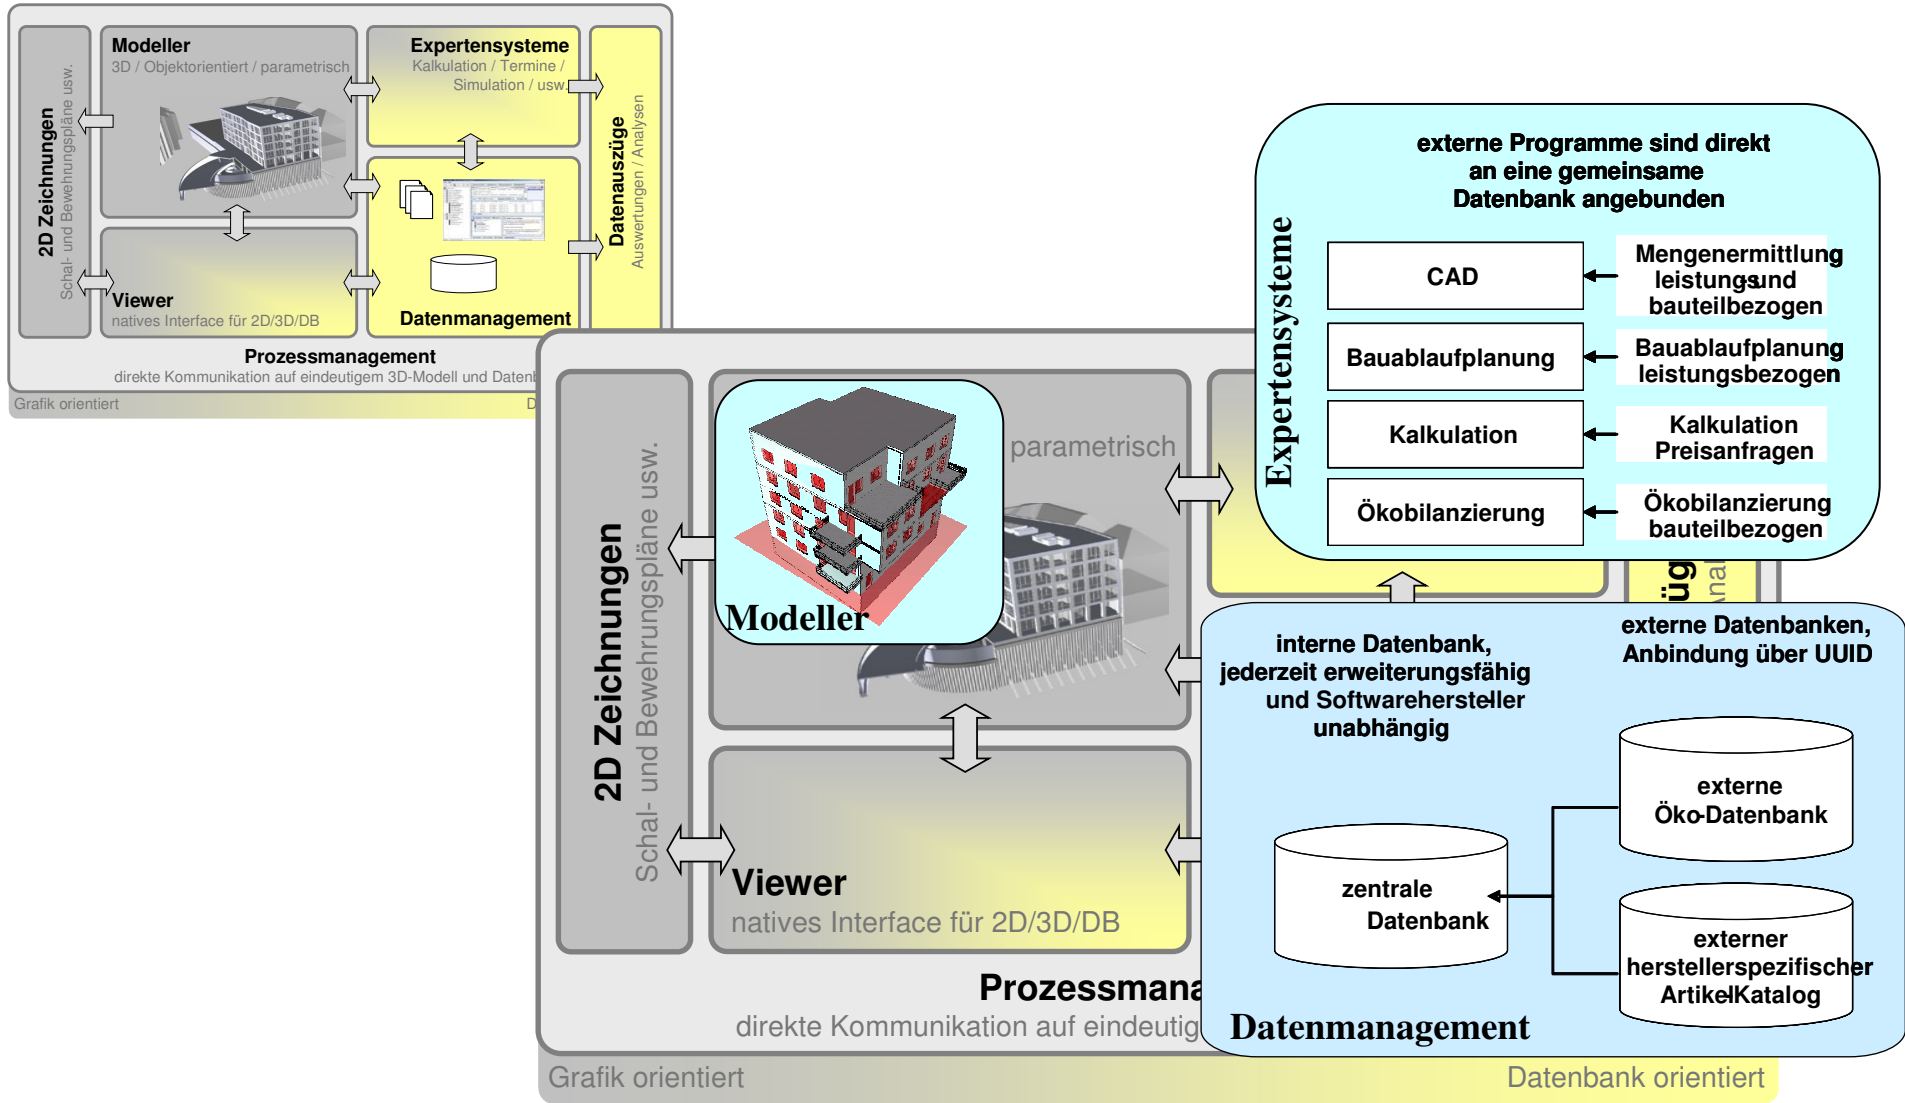 Modeller
3D / Objektorientiert / parametrisch
Expertensysteme
Kalkulation / Termine /
Simulation / usw.
2D Zeichnungen
Schal- und Bewehrungspläne usw.
Datenauszüge
Auswertungen / Analysen
Viewer
natives Interface für 2D/3D/DB
Datenmanagement
Prozessmanagement
direkte Kommunikation auf eindeutigem 3D-Modell und Datenb
Grafik orientiert
D
externe Programme sind direkt
an eine gemeinsame
Datenbank angebunden
Expertensysteme
CAD
Mengenermittlung
leistungs- und
bauteilbezogen
Bauablaufplanung
Bauablaufplanung
leistungsbezogen
Kalkulation
Kalkulation
Preisanfragen
Ökobilanzierung
Ökobilanzierung
bauteilbezogen
2D Zeichnungen
Schal- und Bewehrungspläne usw.
parametrisch
Modeller
üg
Anal
Viewer
natives Interface für 2D/3D/DB
interne Datenbank,
jederzeit erweiterungsfähig
und Softwarehersteller
unabhängig
externe Datenbanken,
Anbindung über UUID
externe
Öko-Datenbank
zentrale
Datenbank
externer
herstellerspezifischer
Artikel-Katalog
Datenmanagement
Prozessmana
direkte Kommunikation auf eindeutig
Grafik orientiert
Datenbank orientiert